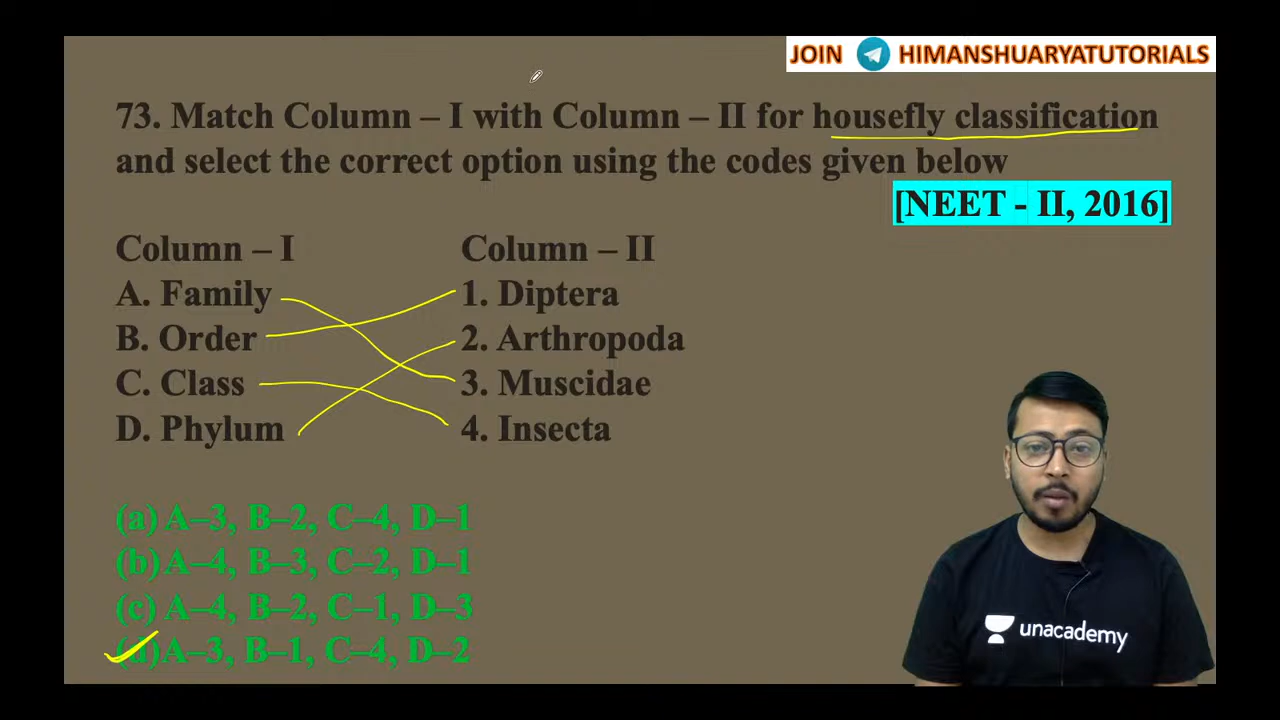 JOIN HIMANSHUARYATUTORIALS
73. Match Column – I with Column – II for housefly classification
and select the correct option using the codes given below
[NEET - II, 2016]
Column – I Column – II
A. Family 1. Diptera
B. Order 2. Arthropoda
C. Class 3. Muscidae
D. Phylum 4. Insecta
(a) A–3, B–2, C–4, D–1
(b) A–4, B–3, C–2, D–1
(c) A–4, B–2, C–1, D–3
(d) A–3, B–1, C–4, D–2
unacademy